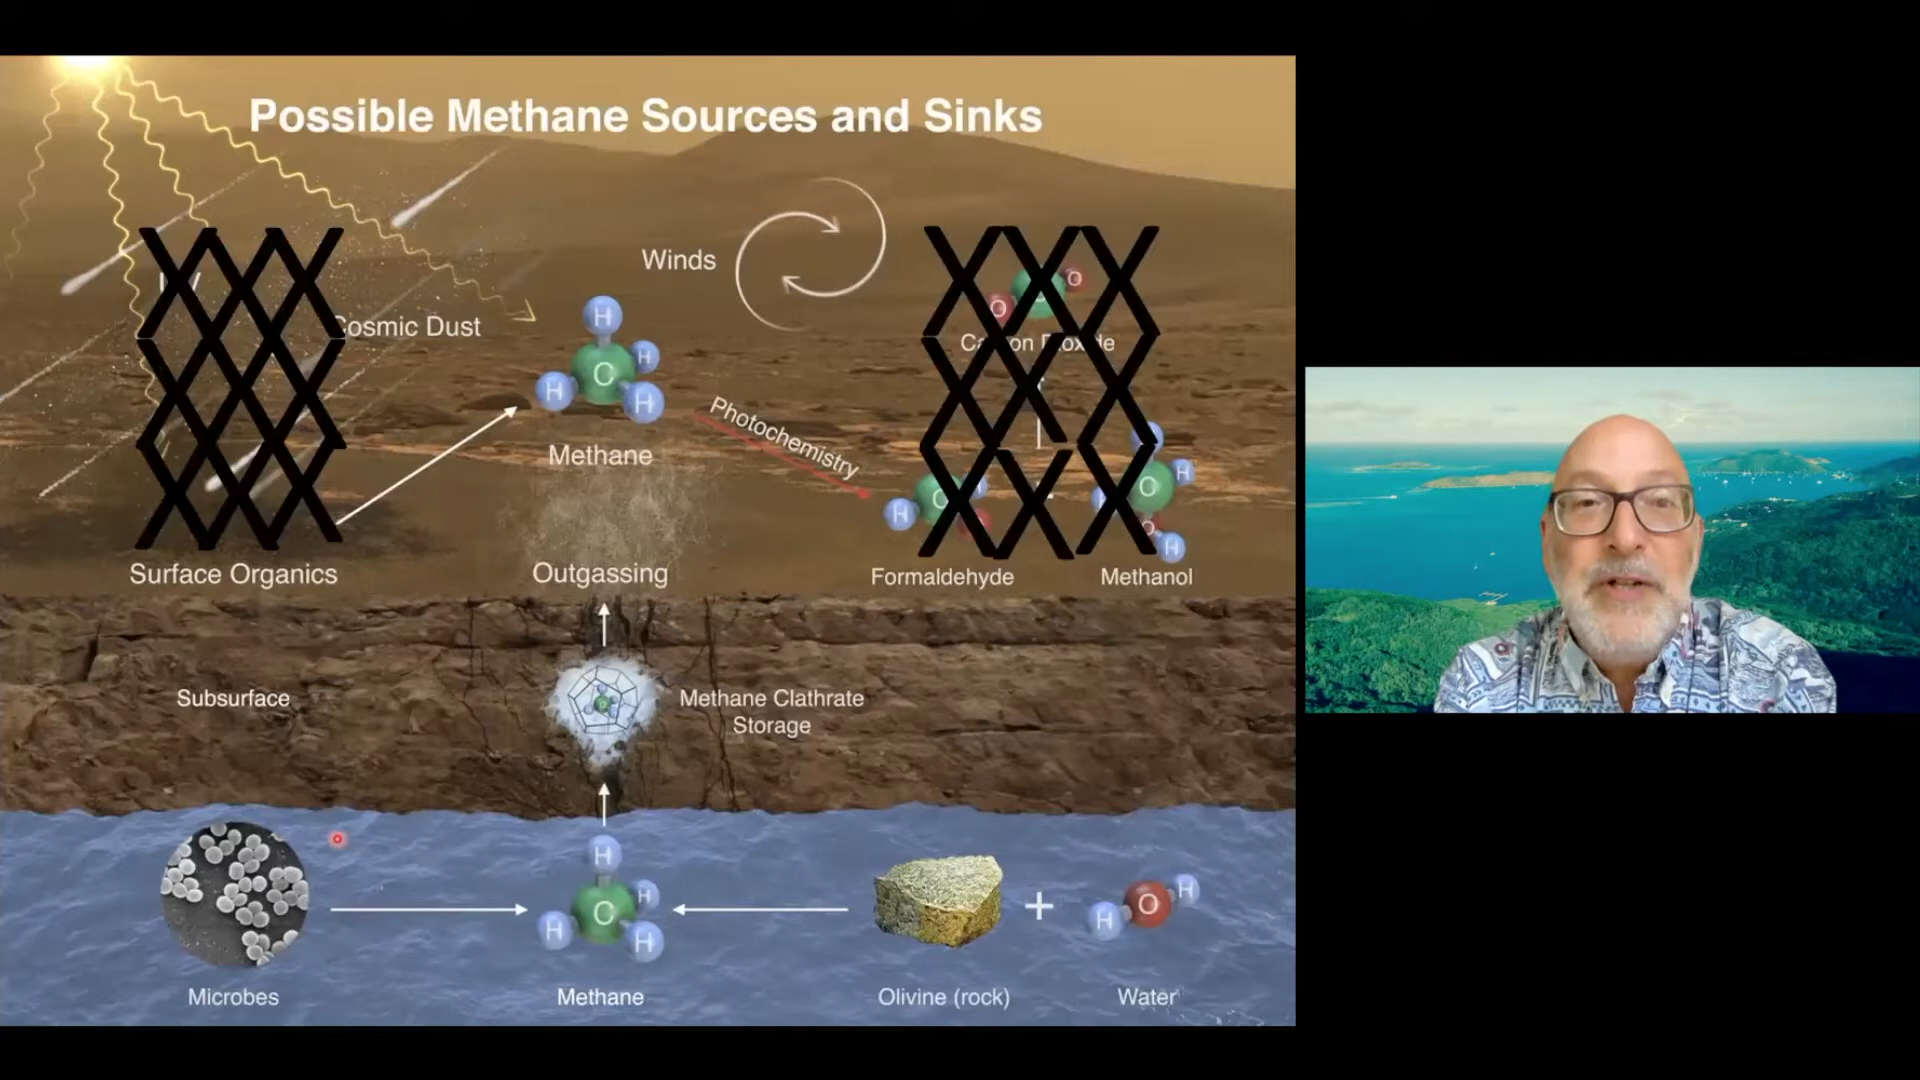 Possible Methane Sources and Sinks
Winds
Cosmic Dust
O
O
H
C
H
H
H
Photochemistry
Methane
C
H
H
C
H
O
H
Surface Organics
Outgassing
Formaldehyde
Methanol
Subsurface
Methane Clathrate
Storage
H
C
H
H
H
+
H
O
H
Microbes
Methane
Olivine (rock)
Water